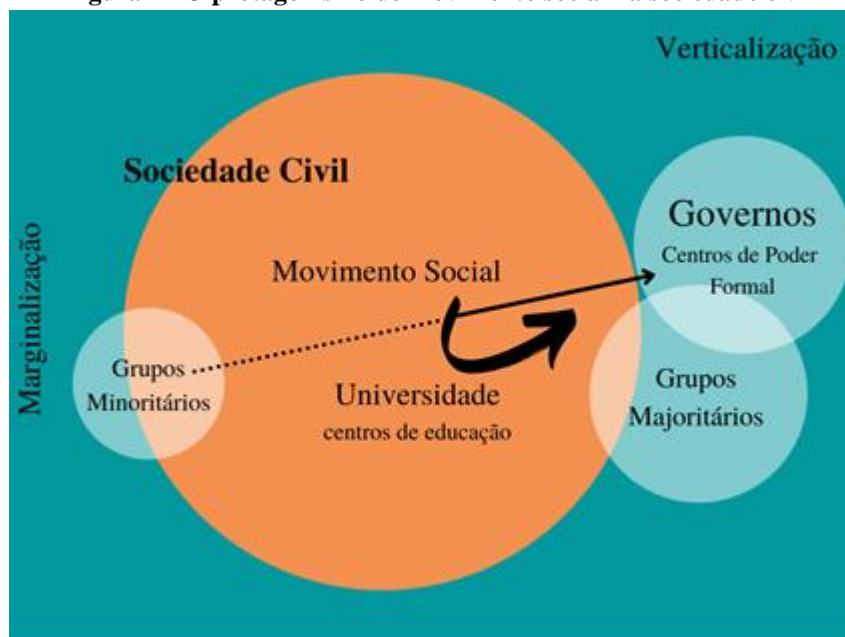 Verticalização
Sociedade Civil
Governos
Centros de Poder
Formal
Movimento Social
Marginalização
Grupos
Minoritários
Universidade
centros de educação
Grupos
Majoritários